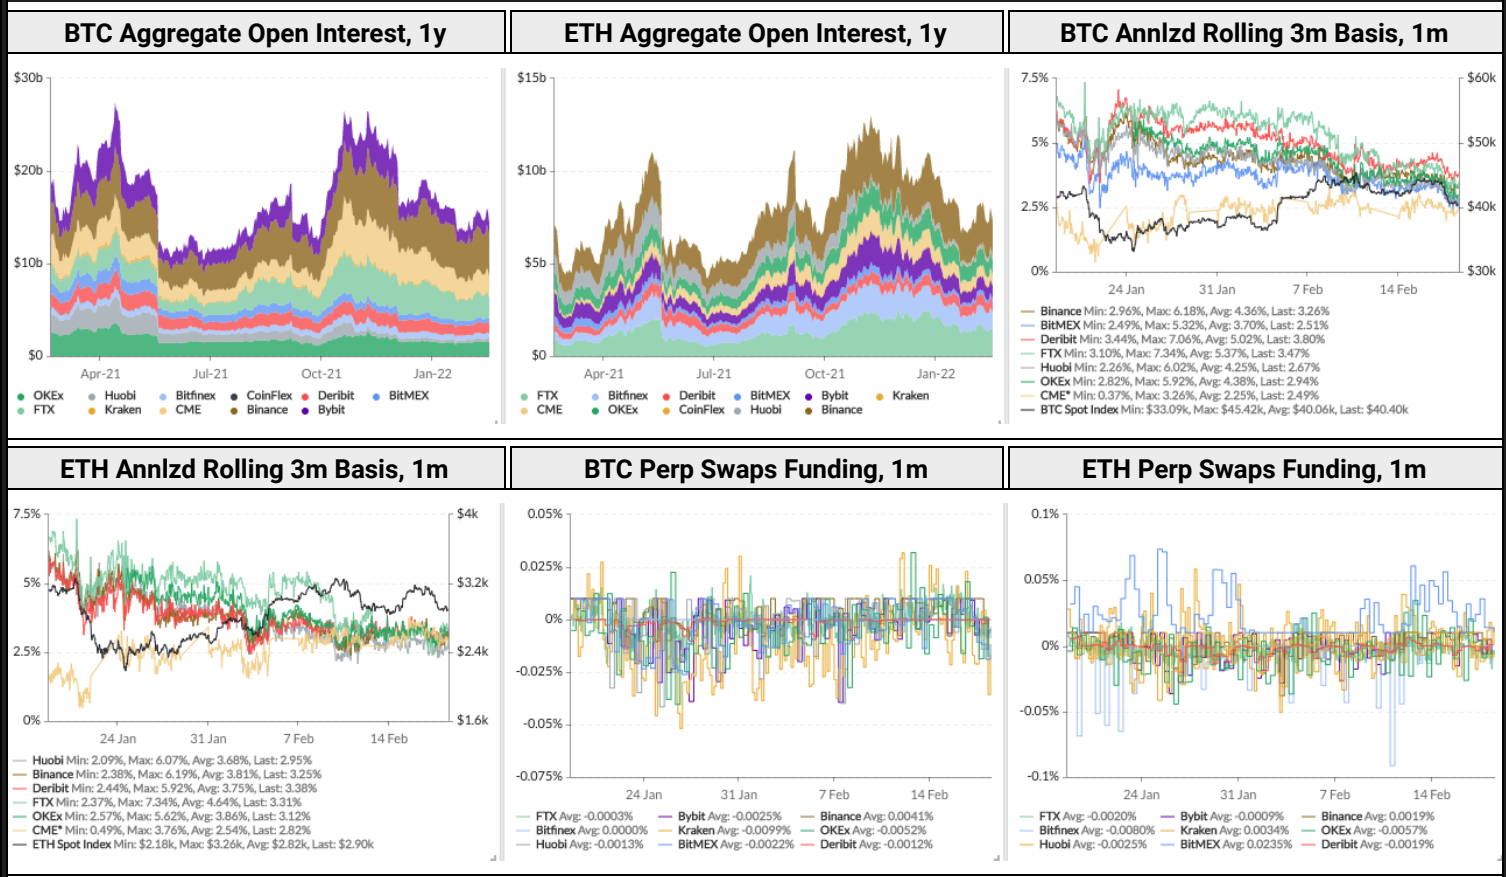 BTC Aggregate Open Interest, 1y
ETH Aggregate Open Interest, 1y
BTC Annlzd Rolling 3m Basis, 1m
$30b
$20b
$10b
$0
Apr-21 Jul-21 Oct-21 Jan-22
OKEx Huobi Bitfinex CoinFlex Deribit BitMEX
FTX Kraken CME Binance Bybit
$15b
$10b
$5b
$0
Apr-21 Jul-21 Oct-21 Jan-22
FTX Bitfinex Deribit BitMEX Bybit Kraken
CME OKEx CoinFlex Huobi Binance
7.5% $60k
5% $50k
2.5% $40k
0% $30k
24 Jan 31 Jan 7 Feb 14 Feb
Binance Min: 2.96%, Max: 6.18%, Avg: 4.36%, Last: 3.26%
BitMEX Min: 2.49%, Max: 5.32%, Avg: 3.70%, Last: 2.51%
Deribit Min: 3.44%, Max: 7.06%, Avg: 5.02%, Last: 3.80%
FTX Min: 3.10%, Max: 7.34%, Avg: 5.37%, Last: 3.47%
Huobi Min: 2.26%, Max: 6.02%, Avg: 4.25%, Last: 2.67%
OKEx Min: 2.82%, Max: 5.92%, Avg: 4.38%, Last: 2.94%
CME* Min: 0.37%, Max: 3.26%, Avg: 2.25%, Last: 2.49%
BTC Spot Index Min: $33.09k, Max: $45.42k, Avg: $40.06k, Last: $40.40k
ETH Annlzd Rolling 3m Basis, 1m
BTC Perp Swaps Funding, 1m
ETH Perp Swaps Funding, 1m
7.5% $4k
5% $3.2k
2.5% $2.4k
0% $1.6k
24 Jan 31 Jan 7 Feb 14 Feb
Huobi Min: 2.09%, Max: 6.07%, Avg: 3.68%, Last: 2.95%
Binance Min: 2.38%, Max: 6.19%, Avg: 3.81%, Last: 3.25%
Deribit Min: 2.44%, Max: 5.92%, Avg: 3.75%, Last: 3.38%
FTX Min: 2.37%, Max: 7.34%, Avg: 4.64%, Last: 3.31%
OKEx Min: 2.57%, Max: 5.62%, Avg: 3.86%, Last: 3.12%
CME* Min: 0.49%, Max: 3.76%, Avg: 2.54%, Last: 2.82%
ETH Spot Index Min: $2.18k, Max: $3.26k, Avg: $2.82k, Last: $2.90k
0.05%
0.025%
0%
-0.025%
-0.05%
-0.075%
24 Jan 31 Jan 7 Feb 14 Feb
FTX Avg: -0.0003% Bybit Avg: -0.0025% Binance Avg: 0.0041%
Bitfinex Avg: 0.0000% Kraken Avg: -0.0099% OKEx Avg: -0.0052%
Huobi Avg: -0.0013% BitMEX Avg: -0.0022% Deribit Avg: -0.0012%
0.1%
0.05%
0%
-0.05%
-0.1%
24 Jan 31 Jan 7 Feb 14 Feb
FTX Avg: -0.0020% Bybit Avg: -0.0009% Binance Avg: 0.0019%
Bitfinex Avg: -0.0080% Kraken Avg: 0.0034% OKEx Avg: -0.0057%
Huobi Avg: -0.0025% BitMEX Avg: 0.0235% Deribit Avg: -0.0019%